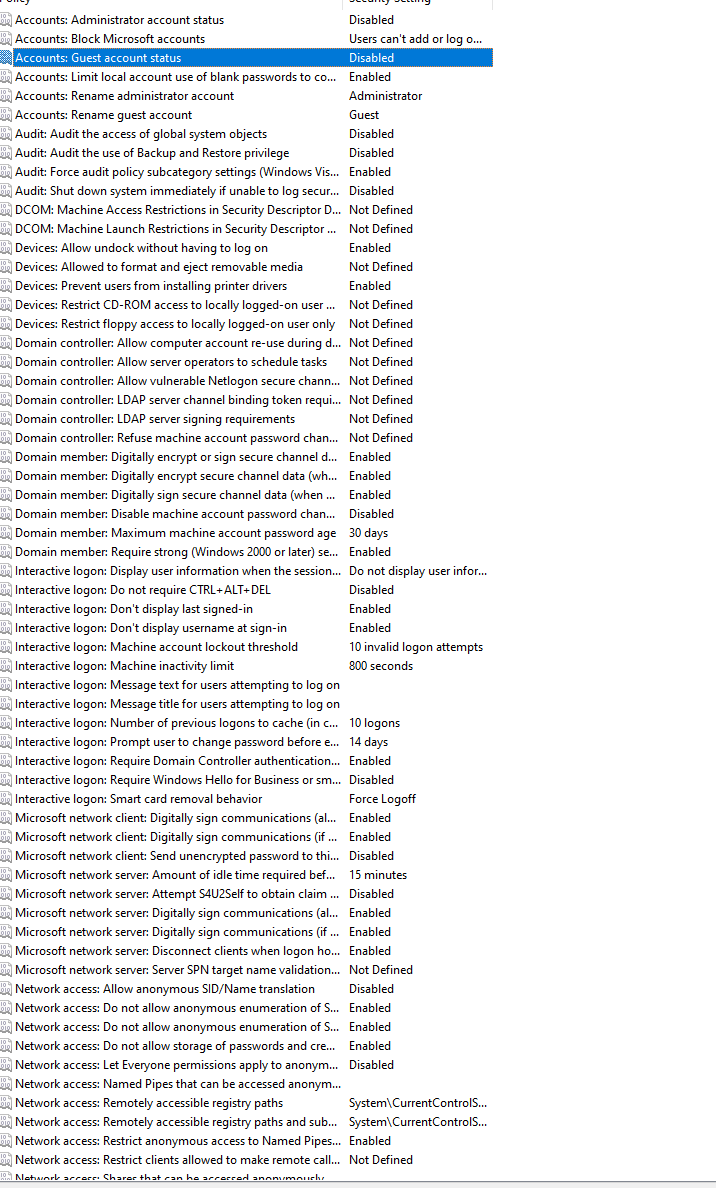 Policy Security Setting
Accounts: Administrator account status Disabled
Accounts: Block Microsoft accounts Users can't add or log o...
Accounts: Guest account status Disabled
Accounts: Limit local account use of blank passwords to co... Enabled
Accounts: Rename administrator account Administrator
Accounts: Rename guest account Guest
Audit: Audit the access of global system objects Disabled
Audit: Audit the use of Backup and Restore privilege Disabled
Audit: Force audit policy subcategory settings (Windows Vis... Enabled
Audit: Shut down system immediately if unable to log secur... Disabled
DCOM: Machine Access Restrictions in Security Descriptor D... Not Defined
DCOM: Machine Launch Restrictions in Security Descriptor ... Not Defined
Devices: Allow undock without having to log on Enabled
Devices: Allowed to format and eject removable media Not Defined
Devices: Prevent users from installing printer drivers Enabled
Devices: Restrict CD-ROM access to locally logged-on user ... Not Defined
Devices: Restrict floppy access to locally logged-on user only Not Defined
Domain controller: Allow computer account re-use during d... Not Defined
Domain controller: Allow server operators to schedule tasks Not Defined
Domain controller: Allow vulnerable Netlogon secure chann... Not Defined
Domain controller: LDAP server channel binding token requi... Not Defined
Domain controller: LDAP server signing requirements Not Defined
Domain controller: Refuse machine account password chan... Not Defined
Domain member: Digitally encrypt or sign secure channel d... Enabled
Domain member: Digitally encrypt secure channel data (wh... Enabled
Domain member: Digitally sign secure channel data (when ... Enabled
Domain member: Disable machine account password chan... Disabled
Domain member: Maximum machine account password age 30 days
Domain member: Require strong (Windows 2000 or later) se... Enabled
Interactive logon: Display user information when the session... Do not display user infor...
Interactive logon: Do not require CTRL+ALT+DEL Disabled
Interactive logon: Don't display last signed-in Enabled
Interactive logon: Don't display username at sign-in Enabled
Interactive logon: Machine account lockout threshold 10 invalid logon attempts
Interactive logon: Machine inactivity limit 800 seconds
Interactive logon: Message text for users attempting to log on
Interactive logon: Message title for users attempting to log on
Interactive logon: Number of previous logons to cache (in c... 10 logons
Interactive logon: Prompt user to change password before e... 14 days
Interactive logon: Require Domain Controller authentication... Enabled
Interactive logon: Require Windows Hello for Business or sm... Disabled
Interactive logon: Smart card removal behavior Force Logoff
Microsoft network client: Digitally sign communications (al... Enabled
Microsoft network client: Digitally sign communications (if ... Enabled
Microsoft network client: Send unencrypted password to thi... Disabled
Microsoft network server: Amount of idle time required bef... 15 minutes
Microsoft network server: Attempt S4U2Self to obtain claim ... Disabled
Microsoft network server: Digitally sign communications (al... Enabled
Microsoft network server: Digitally sign communications (if ... Enabled
Microsoft network server: Disconnect clients when logon ho... Enabled
Microsoft network server: Server SPN target name validation... Not Defined
Network access: Allow anonymous SID/Name translation Disabled
Network access: Do not allow anonymous enumeration of S... Enabled
Network access: Do not allow anonymous enumeration of S... Enabled
Network access: Do not allow storage of passwords and cre... Enabled
Network access: Let Everyone permissions apply to anonym... Disabled
Network access: Named Pipes that can be accessed anonym...
Network access: Remotely accessible registry paths System\CurrentControlS...
Network access: Remotely accessible registry paths and sub... System\CurrentControlS...
Network access: Restrict anonymous access to Named Pipes... Enabled
Network access: Restrict clients allowed to make remote call... Not Defined
Network access: Shares that can be accessed anonymously